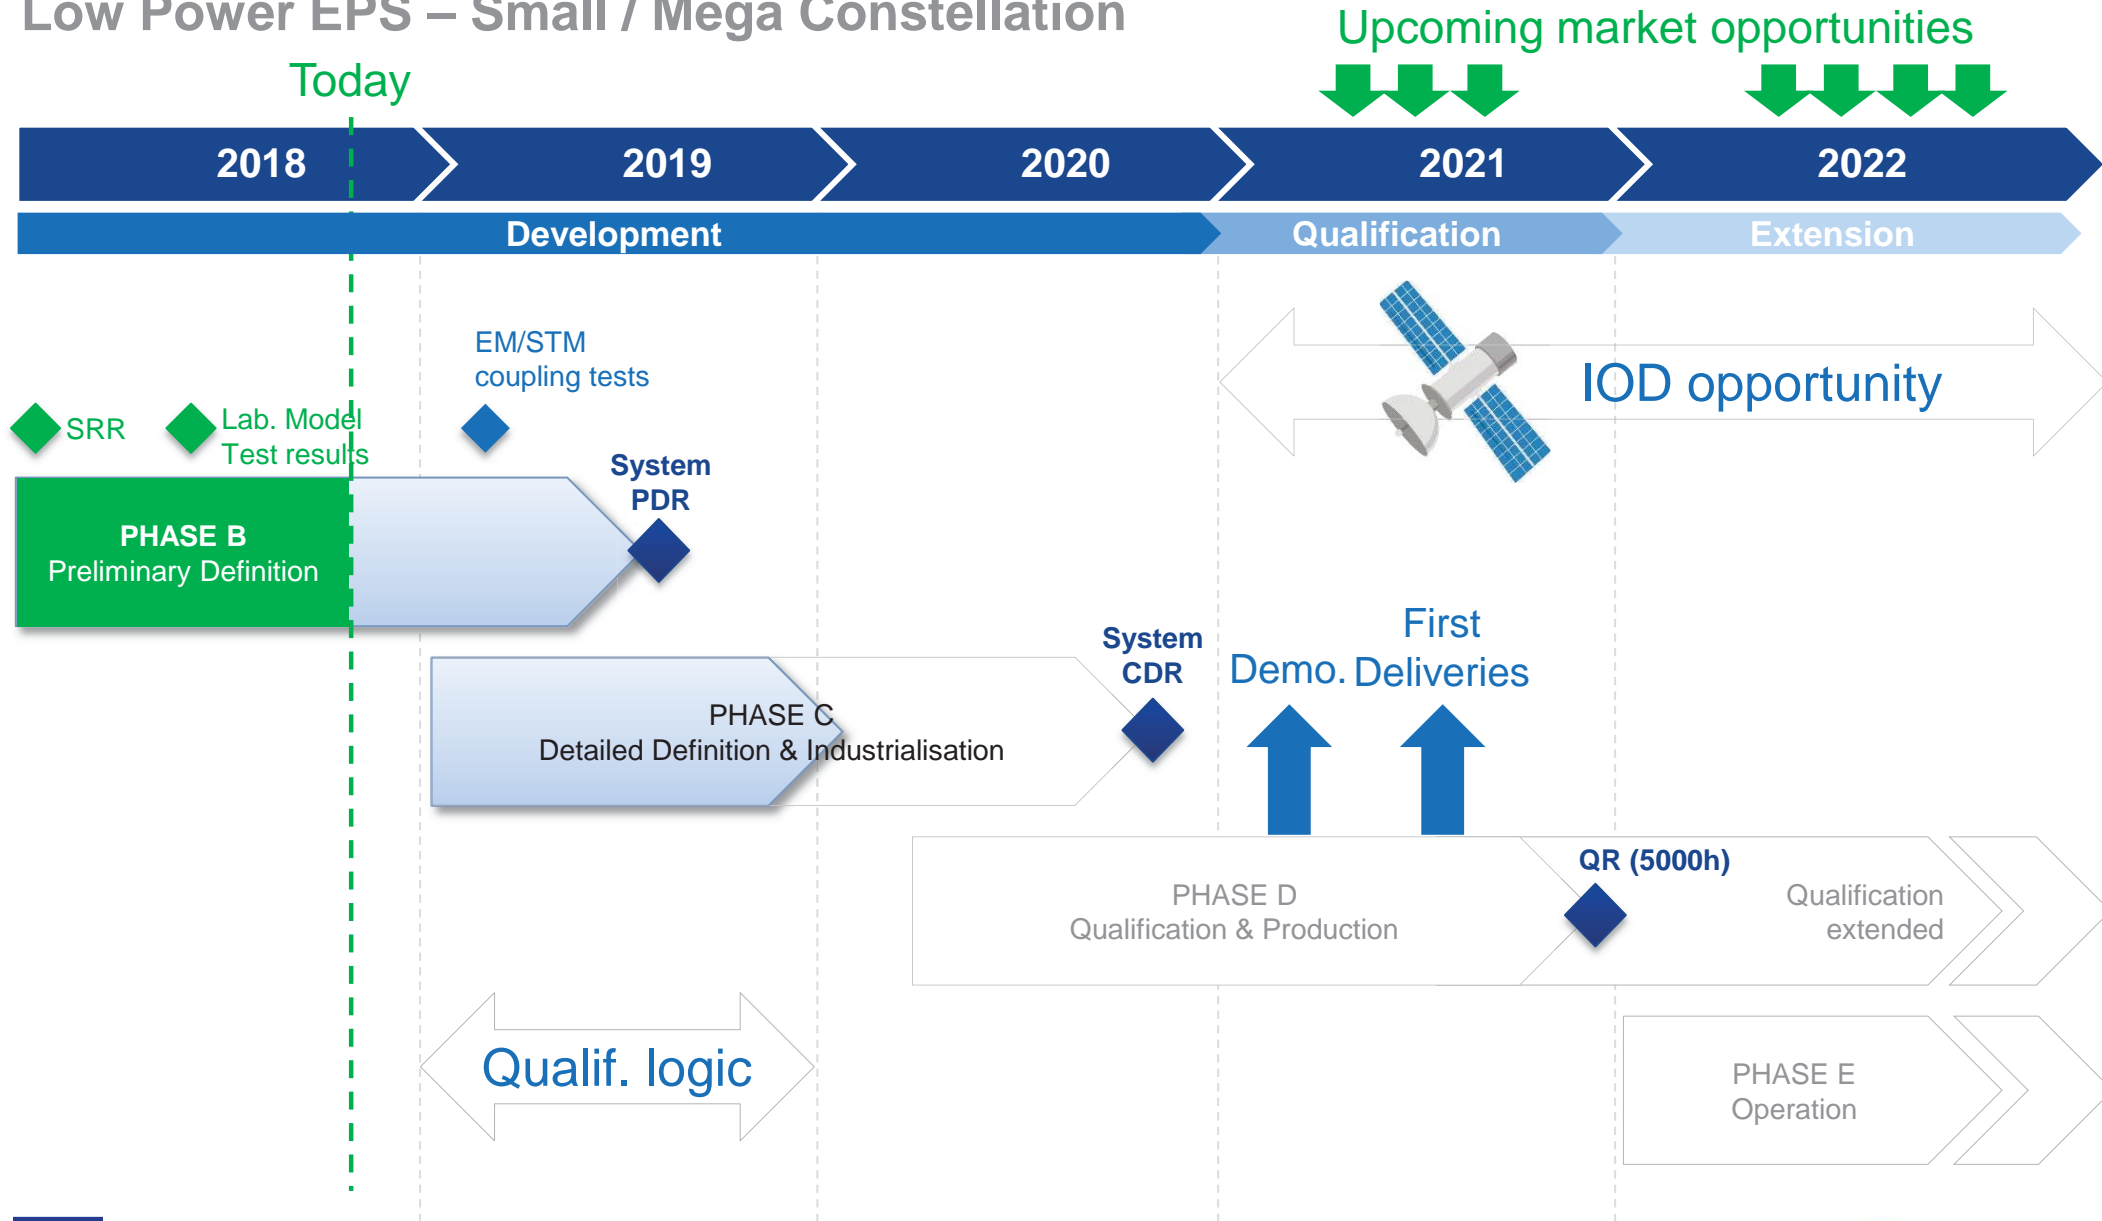 Low Power EPS – Small / Mega Constellation
Upcoming market opportunities
Today
2018
2019
2020
2021
2022
Development
Qualification
Extension
EM/STM
coupling tests
IOD opportunity
SRR
Lab. Model
Test results
System
PDR
PHASE B
Preliminary Definition
System
CDR
First
Demo. Deliveries
PHASE C
Detailed Definition & Industrialisation
QR (5000h)
PHASE D
Qualification & Production
Qualification
extended
Qualif. logic
PHASE E
Operation